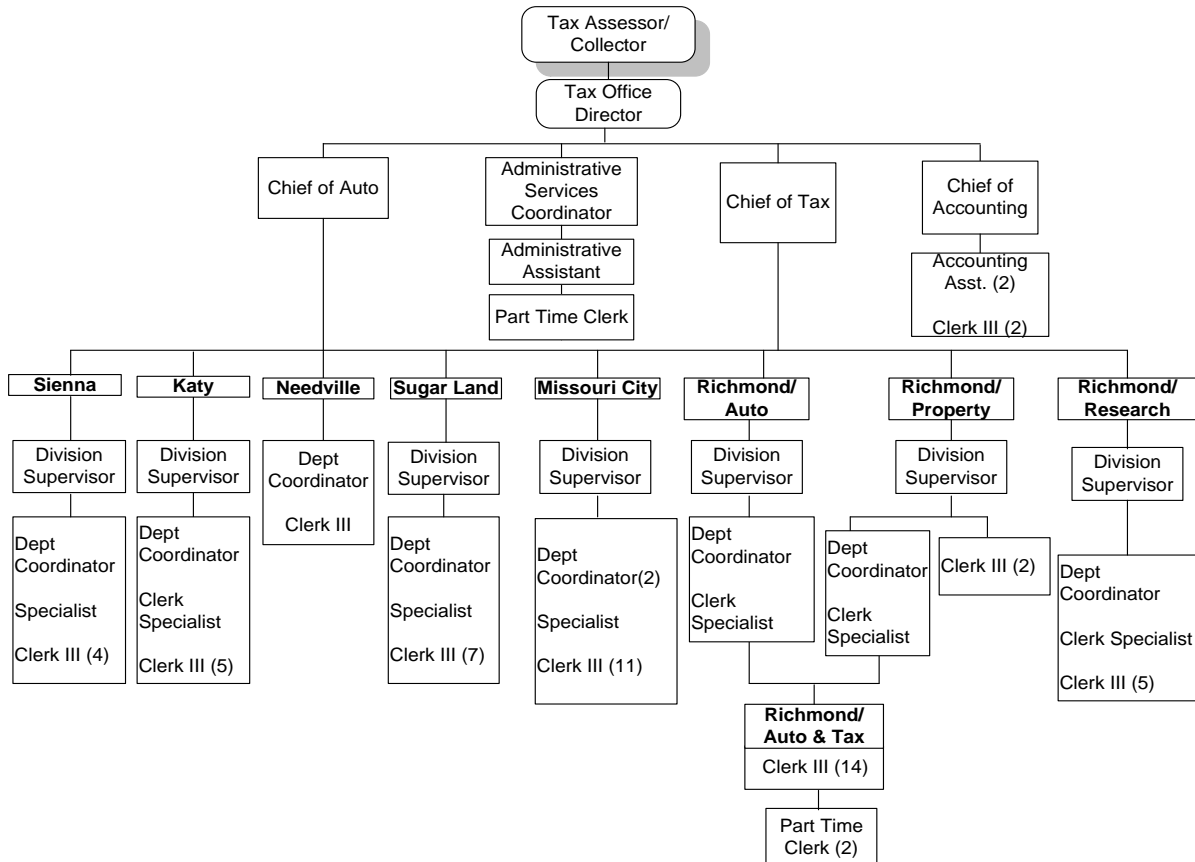 Tax Assessor/
Collector
Tax Office
Director
Chief of Auto
Administrative
Services
Coordinator
Chief of Tax
Chief of
Accounting
Administrative
Assistant
Accounting
Asst. (2)
Clerk III (2)
Part Time Clerk
Sienna
Katy
Needville
Sugar Land
Missouri City
Richmond/
Auto
Richmond/
Property
Richmond/
Research
Division
Supervisor
Division
Supervisor
Dept
Coordinator
Clerk III
Division
Supervisor
Division
Supervisor
Division
Supervisor
Division
Supervisor
Division
Supervisor
Dept
Coordinator
Specialist
Clerk III (4)
Dept
Coordinator
Clerk
Specialist
Clerk III (5)
Dept
Coordinator
Specialist
Clerk III (7)
Dept
Coordinator(2)
Specialist
Clerk III (11)
Dept
Coordinator
Clerk
Specialist
Dept
Coordinator
Clerk
Specialist
Clerk III (2)
Dept
Coordinator
Clerk Specialist
Clerk III (5)
Richmond/
Auto & Tax
Clerk III (14)
Part Time
Clerk (2)